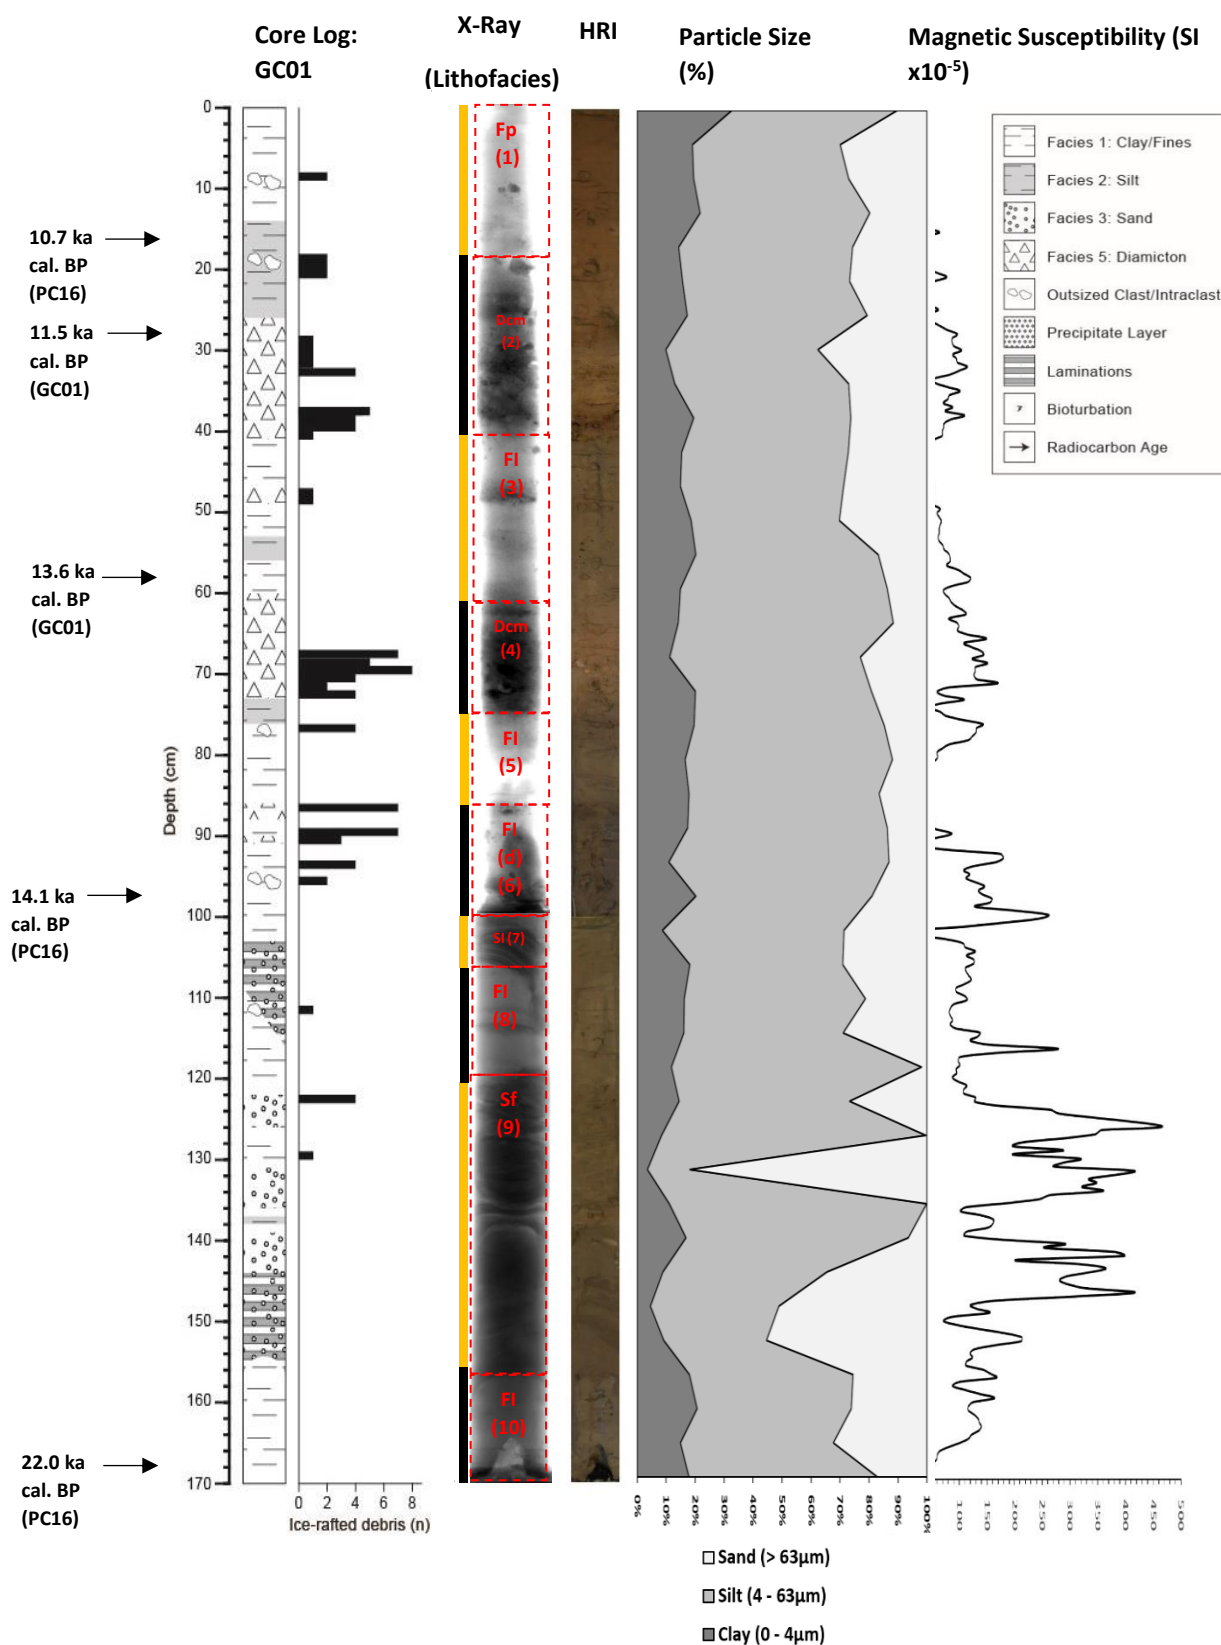 Core Log:
GC01
X-Ray
(Lithofacies)
HRI
Particle Size
(%)
Magnetic Susceptibility (SI
x10-5)
0
10
20
30
40
50
60
70
80
90
100
110
120
130
140
150
160
170
Depth (cm)
10.7 ka
cal. BP
(PC16)
11.5 ka
cal. BP
(GC01)
13.6 ka
cal. BP
(GC01)
14.1 ka
cal. BP
(PC16)
22.0 ka
cal. BP
(PC16)
0 2 4 6 8
Ice-rafted debris (n)
Fp
(1)
Dcm
(2)
Fl
(3)
Dcm
(4)
Fl
(5)
Fl
(d)
(6)
Sl (7)
Fl
(8)
Sf
(9)
Fl
(10)
0% 10% 20% 30% 40% 50% 60% 70% 80% 90% 100%
Sand (> 63μm)
Silt (4 - 63μm)
Clay (0 - 4μm)
100 150 200 250 300 350 400 450 500
Facies 1: Clay/Fines
Facies 2: Silt
Facies 3: Sand
Facies 5: Diamicton
Outsized Clast/Intraclast
Precipitate Layer
Laminations
Bioturbation
Radiocarbon Age